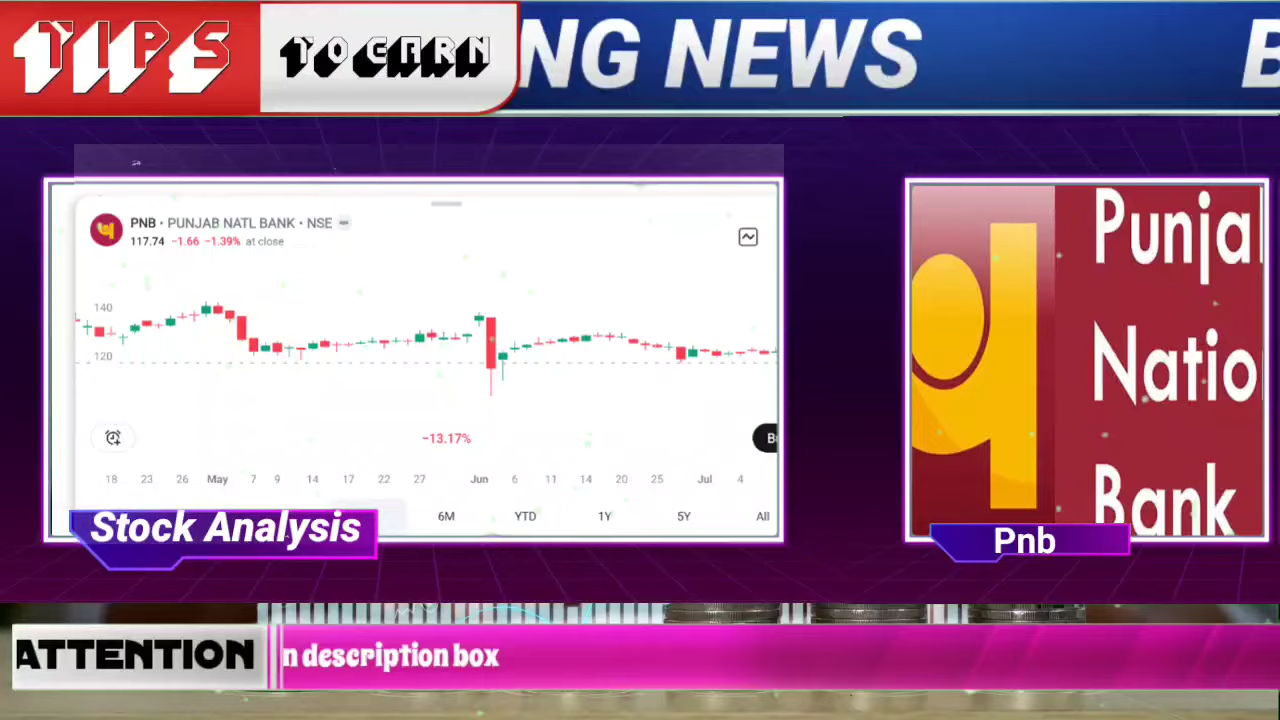 TIPS
TO EARN
NG NEWS
B
PNB • PUNJAB NATL BANK • NSE
117.74 −1.66 −1.39% at close
140
120
−13.17%
18 23 26 May 7 9 14 17 22 27 Jun 6 11 14 20 25 Jul 4
6M YTD 1Y 5Y All
Stock Analysis
Punja
Natio
Bank
Pnb
ATTENTION
n description box